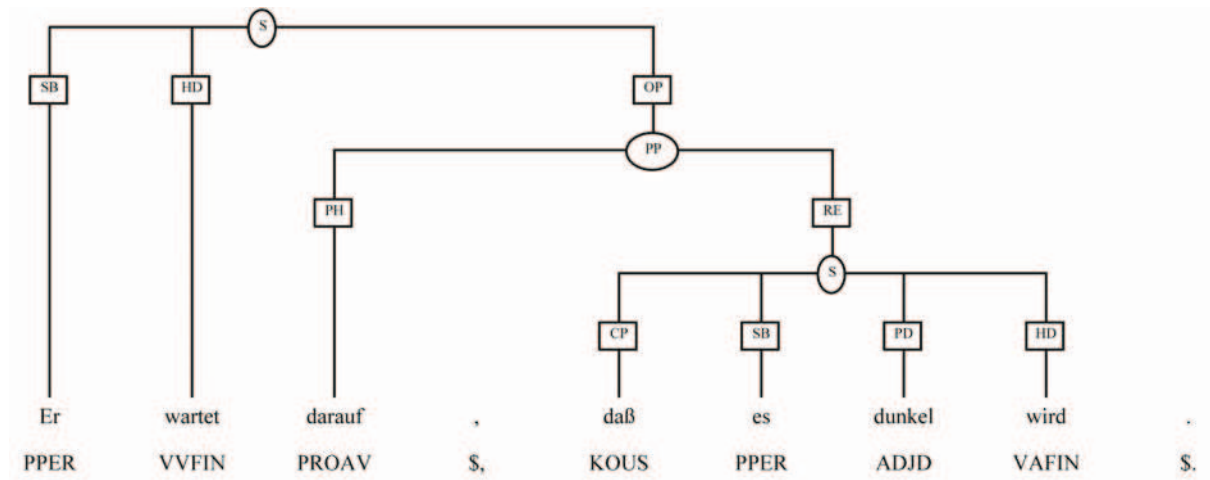 S
SB HD OP
PP
PH RE
S
CP SB PD HD
Er wartet darauf , daß es dunkel wird .
PPER VVFIN PROAV $, KOUS PPER ADJD VAFIN $.